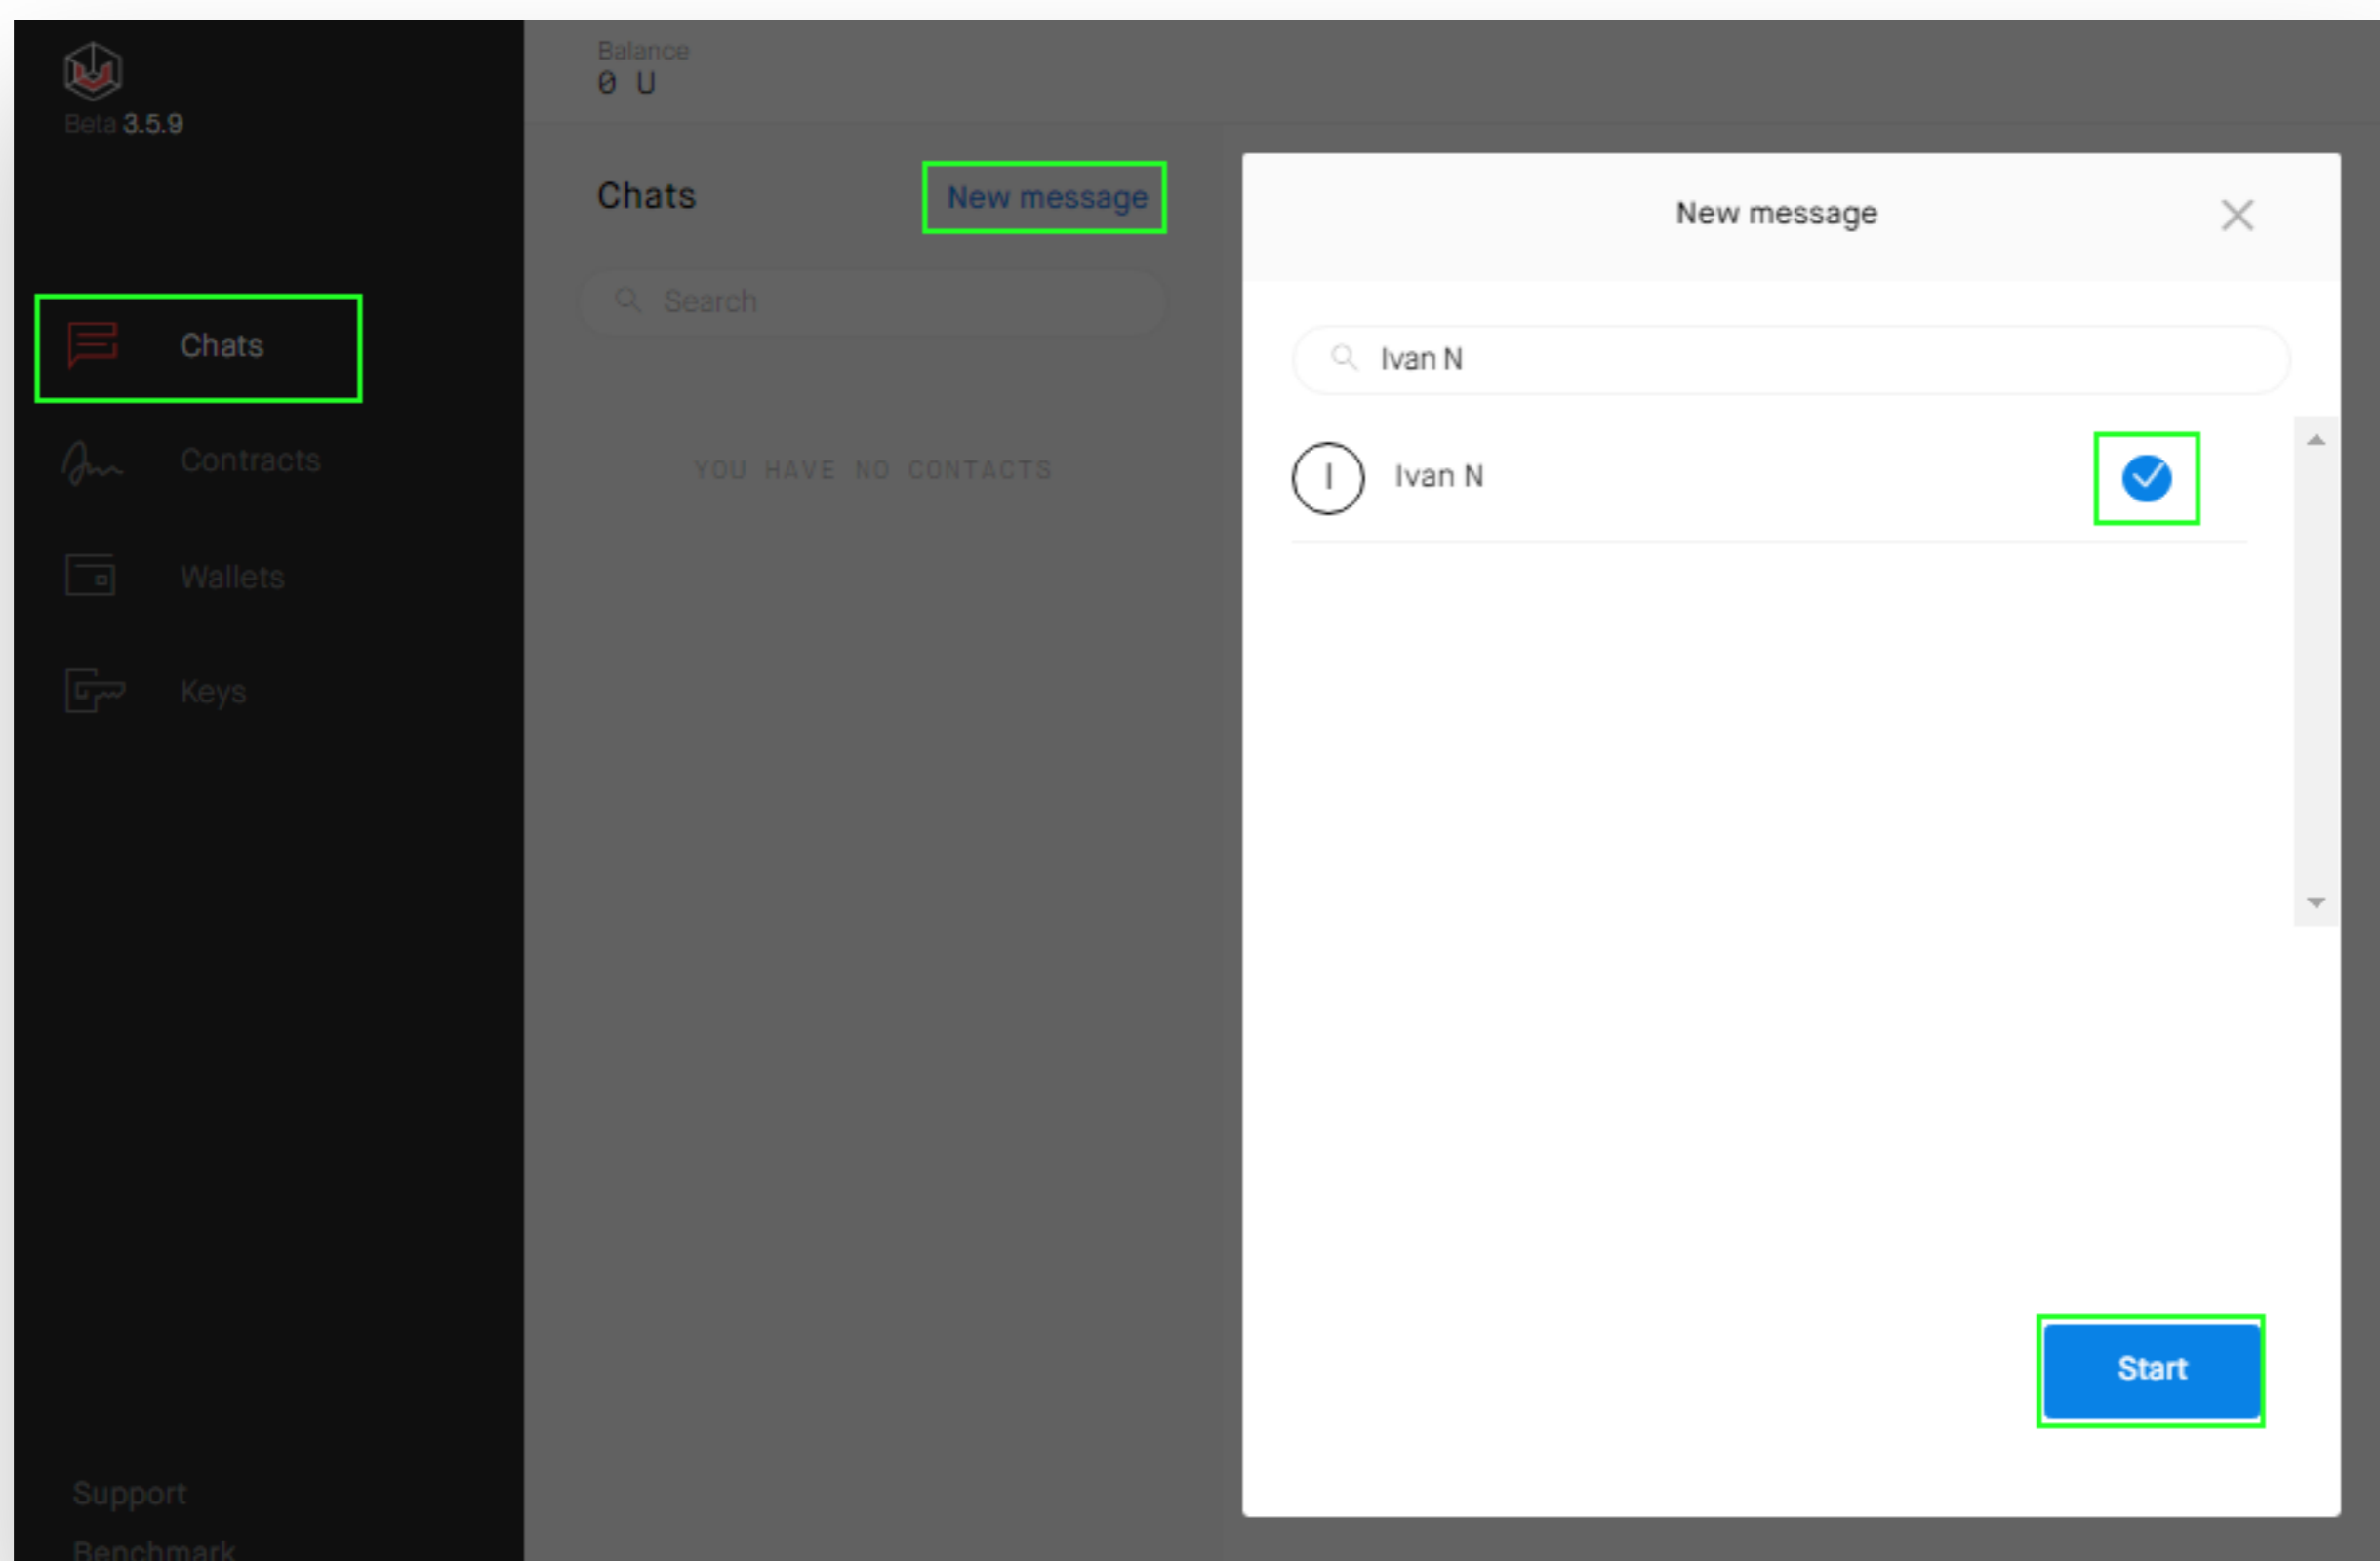 Beta 3.5.9
Chats
Contracts
Wallets
Keys
Support
Benchmark
Balance
0 U
Chats
New message
Search
YOU HAVE NO CONTACTS
New message
Ivan N
I
Ivan N
Start